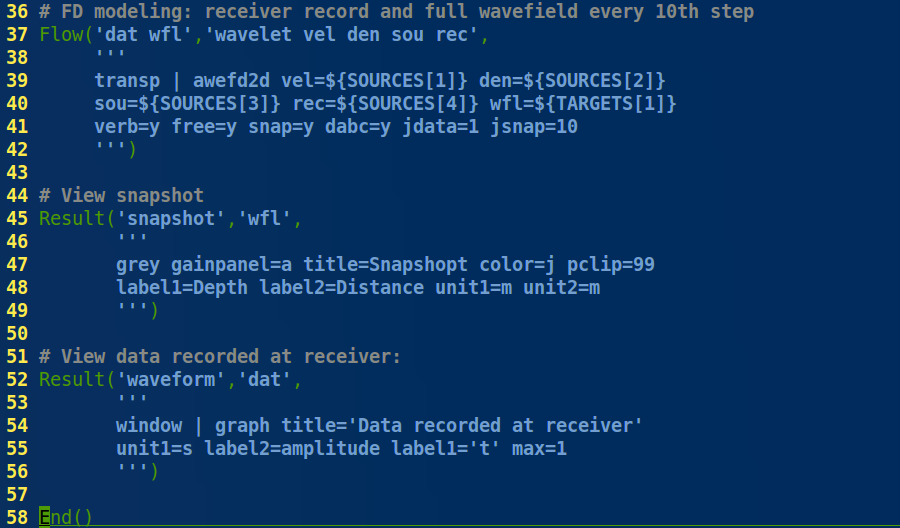 36 # FD modeling: receiver record and full wavefield every 10th step
37 Flow('dat wfl','wavelet vel den sou rec',
38      '''
39      transp | awefd2d vel=${SOURCES[1]} den=${SOURCES[2]}
40      sou=${SOURCES[3]} rec=${SOURCES[4]} wfl=${TARGETS[1]}
41      verb=y free=y snap=y dabc=y jdata=1 jsnap=10
42      ''')
43
44 # View snapshot
45 Result('snapshot','wfl',
46        '''
47        grey gainpanel=a title=Snapshopt color=j pclip=99
48        label1=Depth label2=Distance unit1=m unit2=m
49        ''')
50
51 # View data recorded at receiver:
52 Result('waveform','dat',
53        '''
54        window | graph title='Data recorded at receiver'
55        unit1=s label2=amplitude label1='t' max=1
56        ''')
57
58 End()